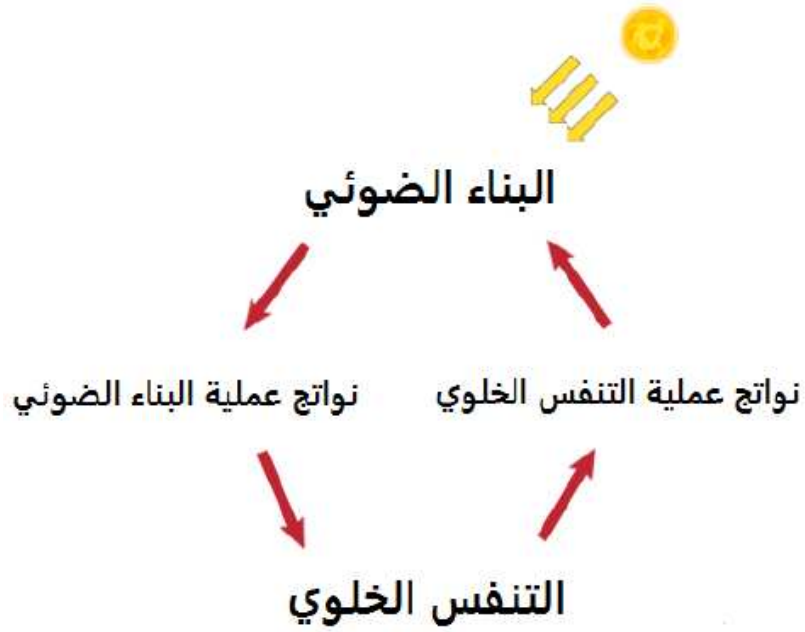 البناء الضوئي
نواتج عملية التنفس الخلوي
نواتج عملية البناء الضوئي
التنفس الخلوي